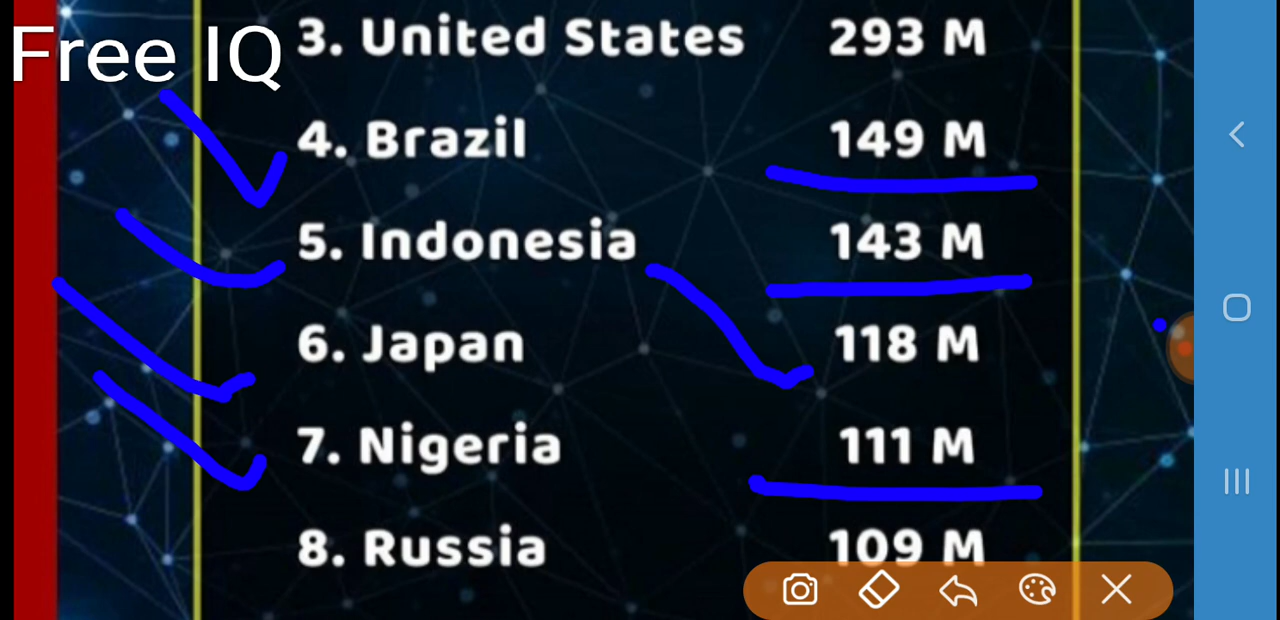 Free IQ
3. United States 293 M
4. Brazil 149 M
5. Indonesia 143 M
6. Japan 118 M
7. Nigeria 111 M
8. Russia 109 M